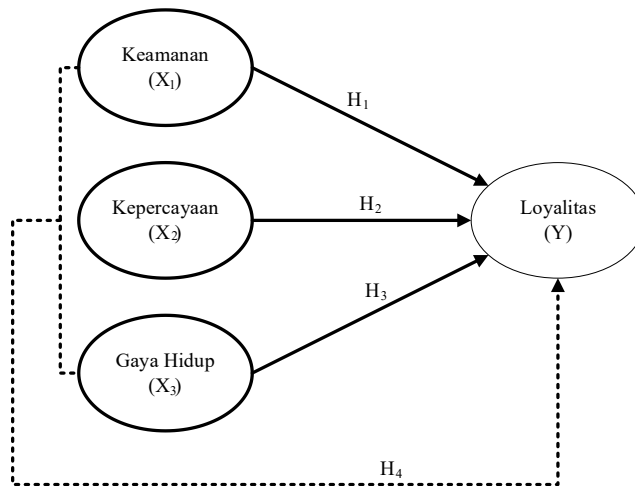 Keamanan
(X₁)
H₁
Kepercayaan
(X₂)
H₂
Loyalitas
(Y)
H₃
Gaya Hidup
(X₃)
H₄